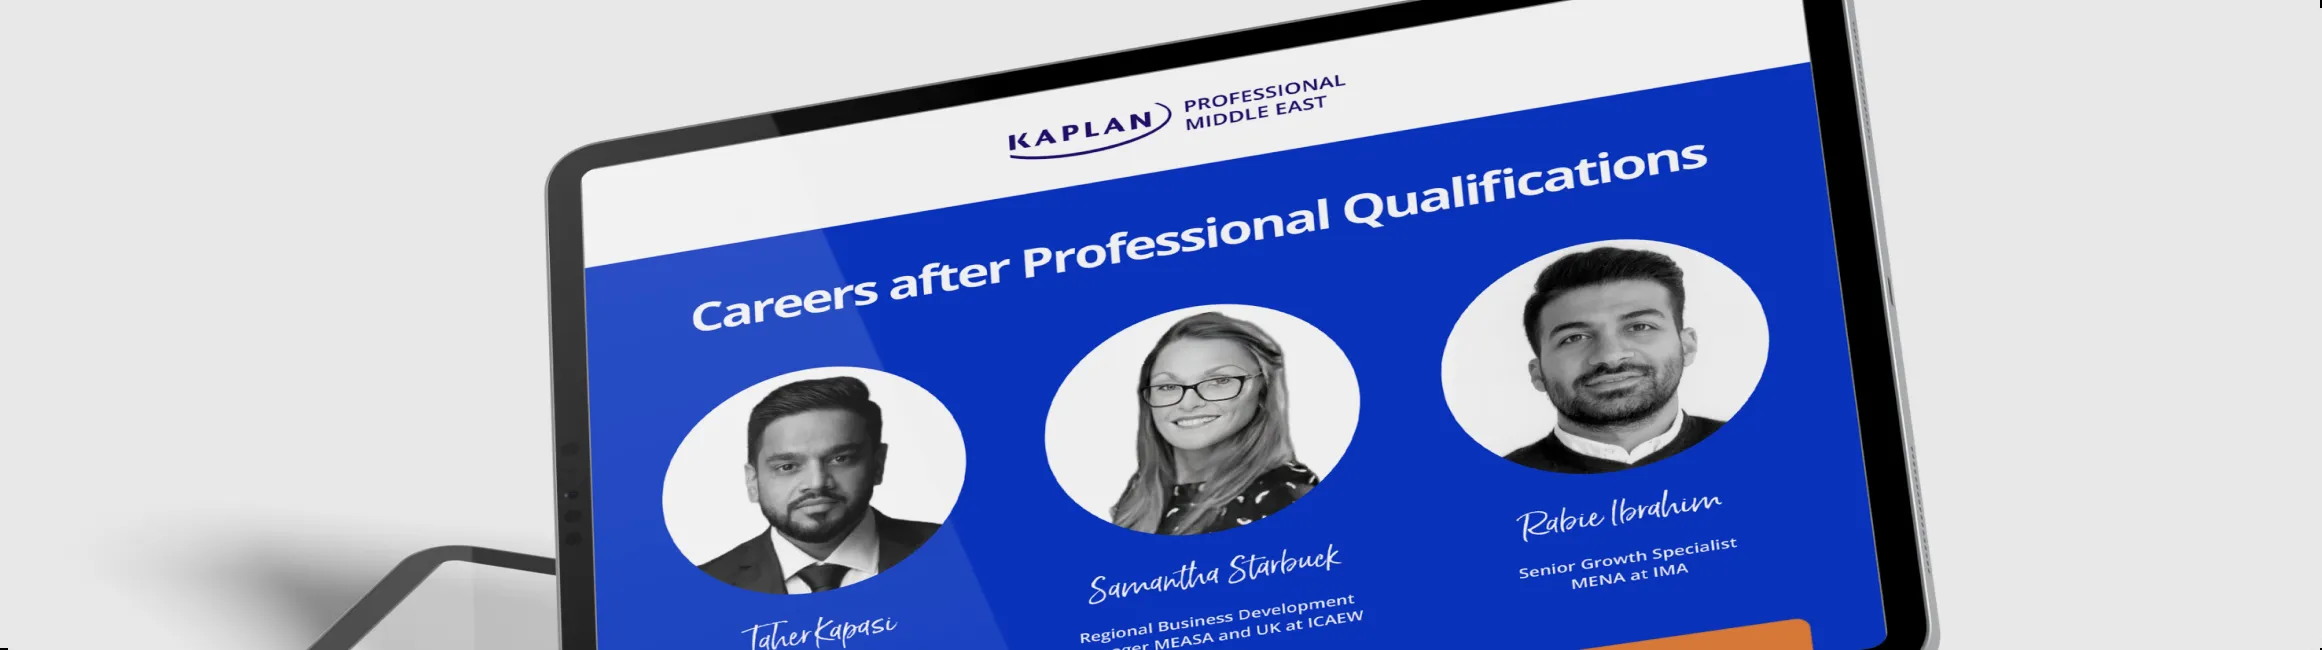 KAPLAN
PROFESSIONAL
MIDDLE EAST
Careers after Professional Qualifications
Taher Kapasi
Samantha Starbuck
Regional Business Development
MEASA and UK at ICAEW
Rabie Ibrahim
Senior Growth Specialist
MENA at IMA